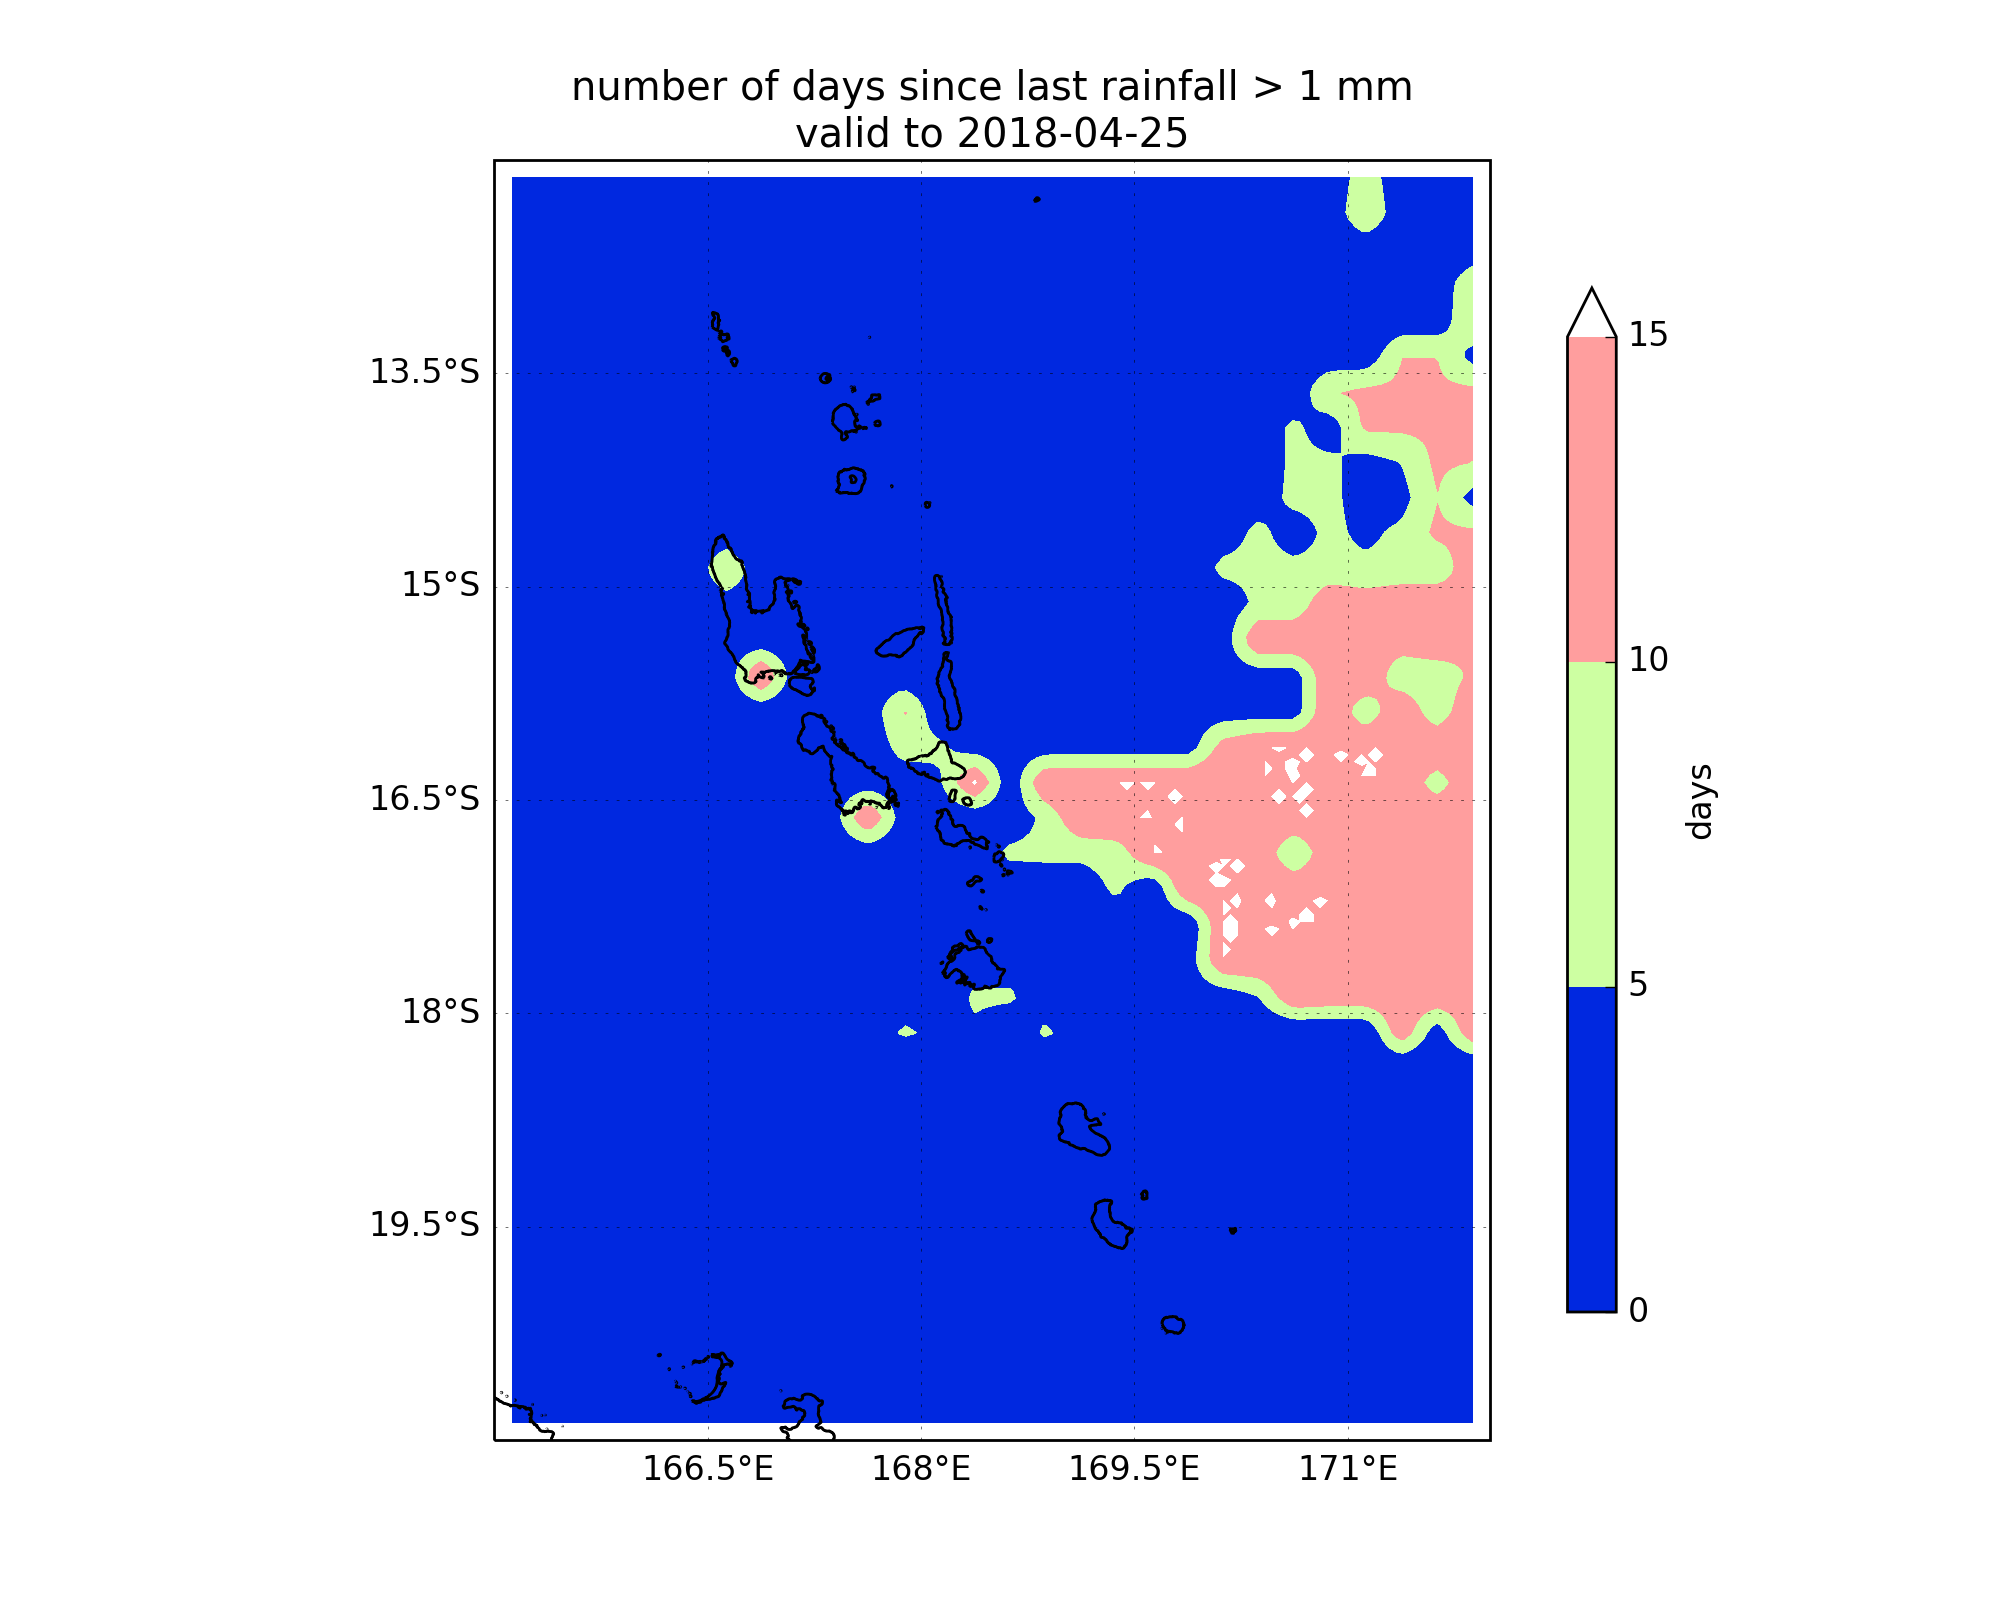 number of days since last rainfall > 1 mm
valid to 2018-04-25
13.5°S
15°S
16.5°S
18°S
19.5°S
166.5°E
168°E
169.5°E
171°E
15
10
5
0
days